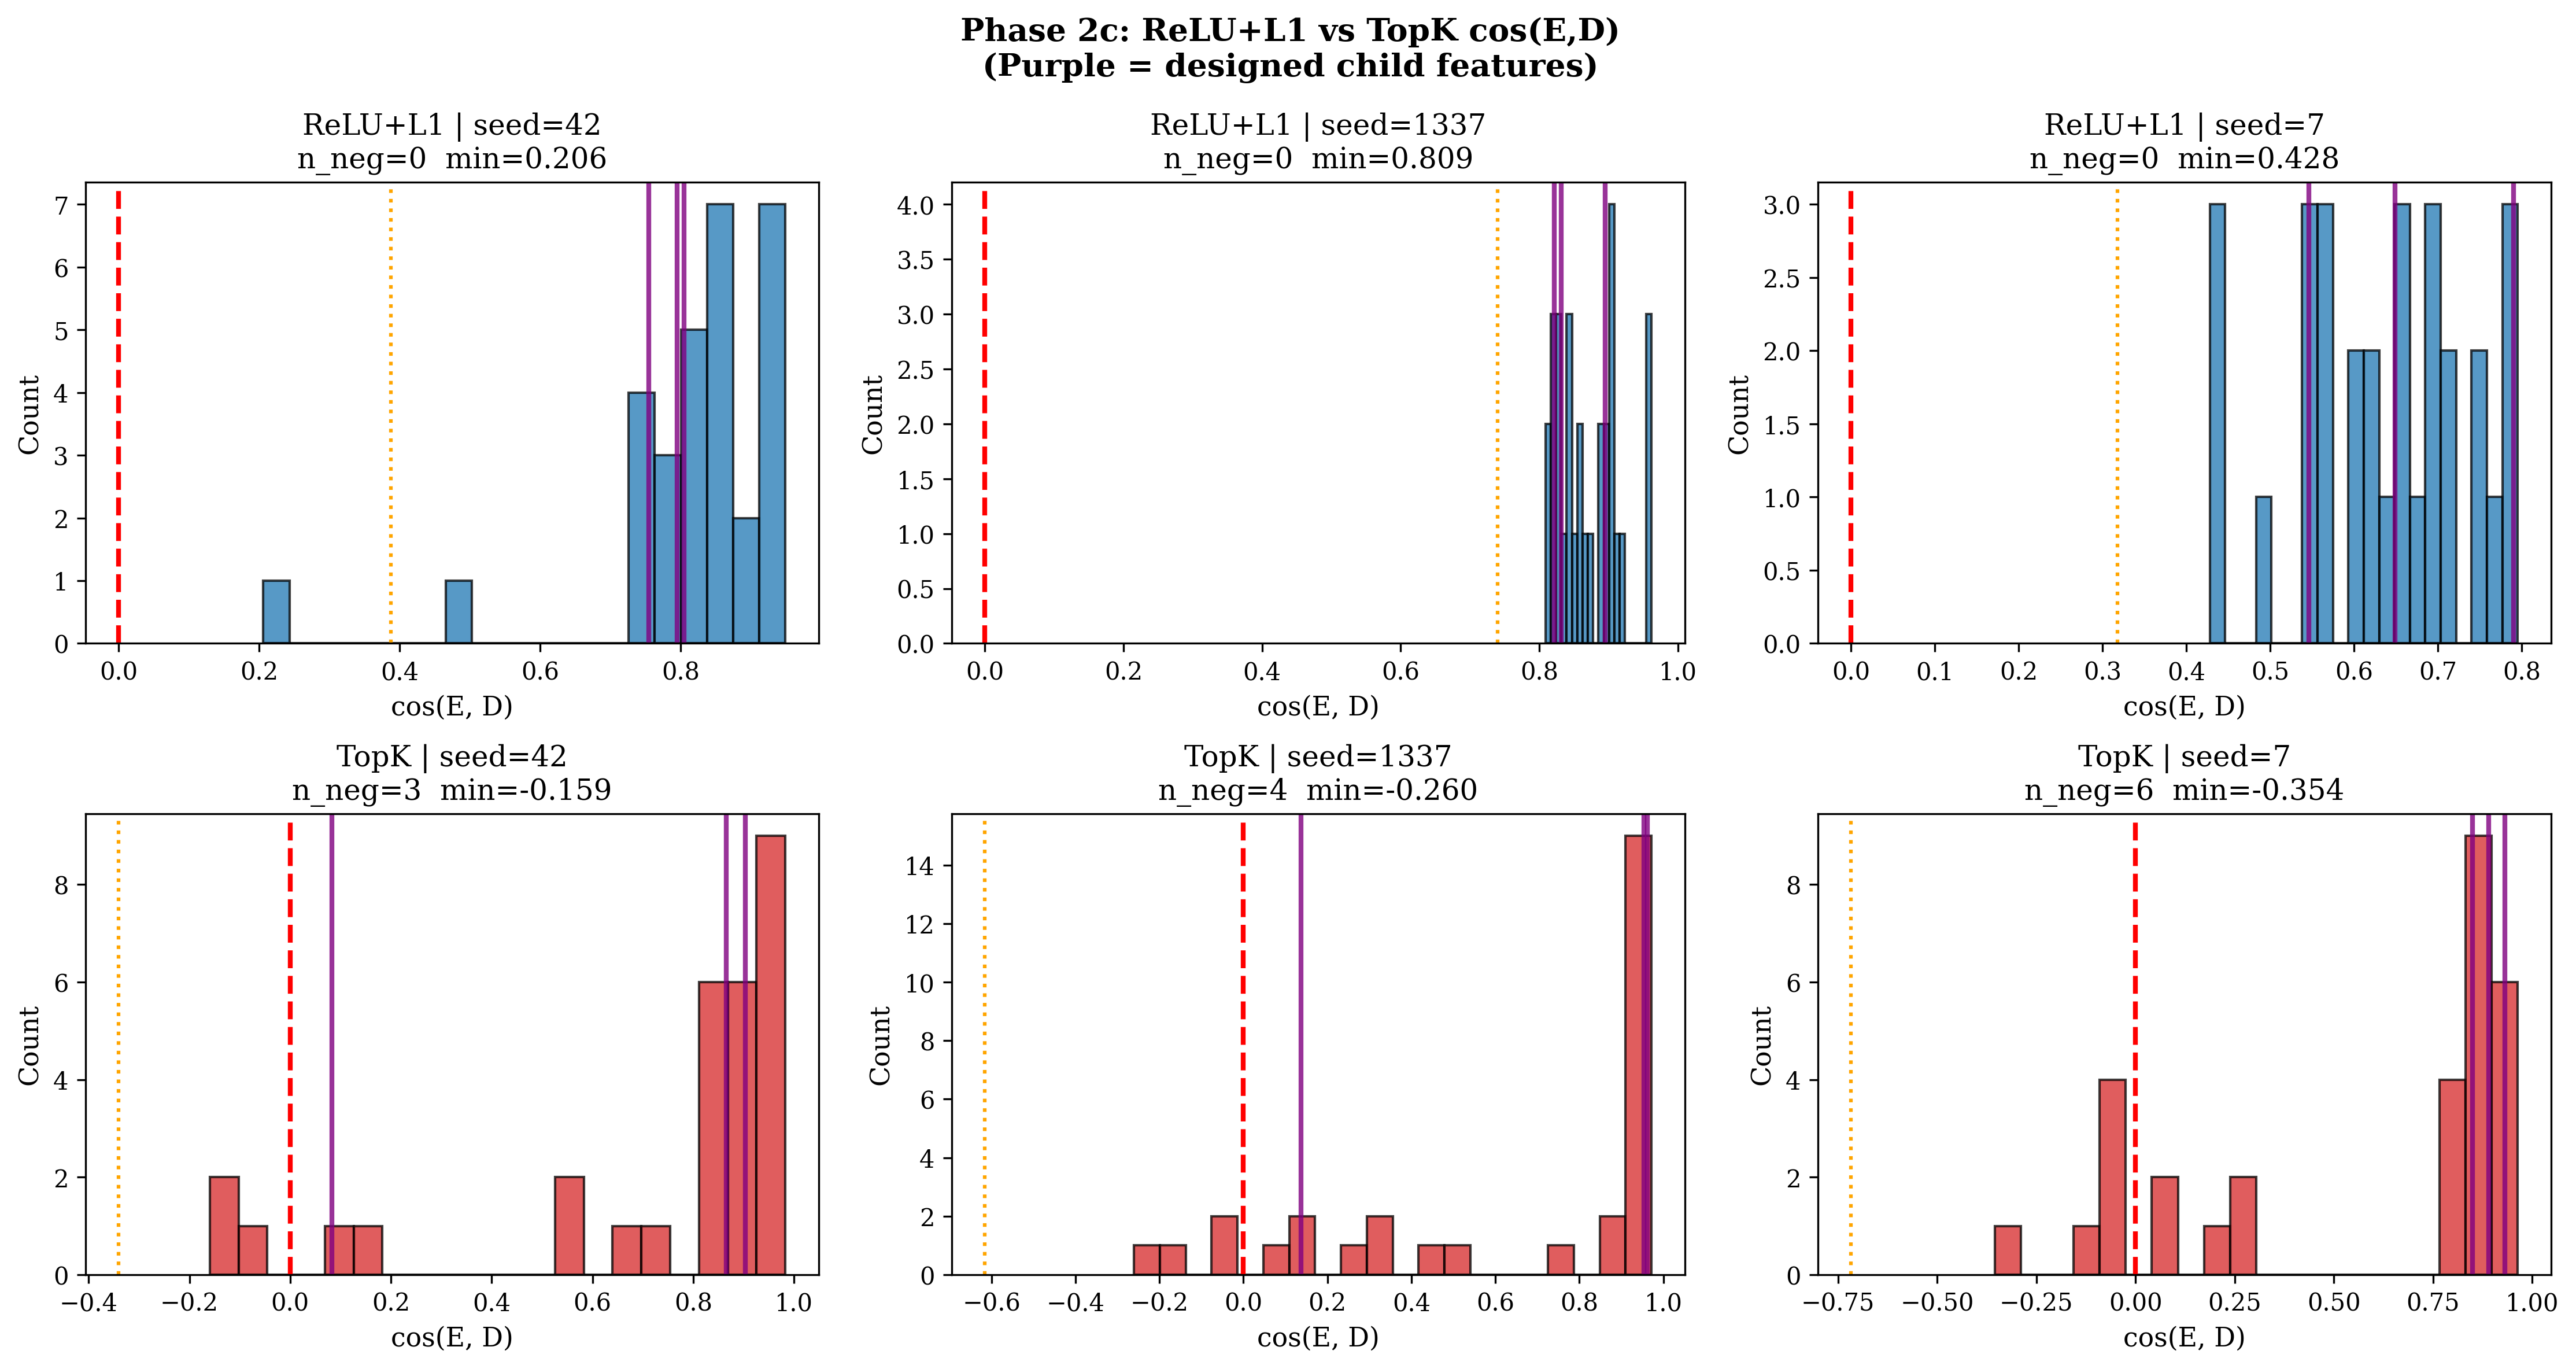 Phase 2c: ReLU+L1 vs TopK cos(E,D)
(Purple = designed child features)
ReLU+L1 | seed=42
n_neg=0  min=0.206
7
6
5
4
3
2
1
0
Count
0.0 0.2 0.4 0.6 0.8
cos(E, D)
ReLU+L1 | seed=1337
n_neg=0  min=0.809
4.0
3.5
3.0
2.5
2.0
1.5
1.0
0.5
0.0
Count
0.0 0.2 0.4 0.6 0.8 1.0
cos(E, D)
ReLU+L1 | seed=7
n_neg=0  min=0.428
3.0
2.5
2.0
1.5
1.0
0.5
0.0
Count
0.0 0.1 0.2 0.3 0.4 0.5 0.6 0.7 0.8
cos(E, D)
TopK | seed=42
n_neg=3  min=-0.159
8
6
4
2
0
Count
−0.4 −0.2 0.0 0.2 0.4 0.6 0.8 1.0
cos(E, D)
TopK | seed=1337
n_neg=4  min=-0.260
14
12
10
8
6
4
2
0
Count
−0.6 −0.4 −0.2 0.0 0.2 0.4 0.6 0.8 1.0
cos(E, D)
TopK | seed=7
n_neg=6  min=-0.354
8
6
4
2
0
Count
−0.75 −0.50 −0.25 0.00 0.25 0.50 0.75 1.00
cos(E, D)